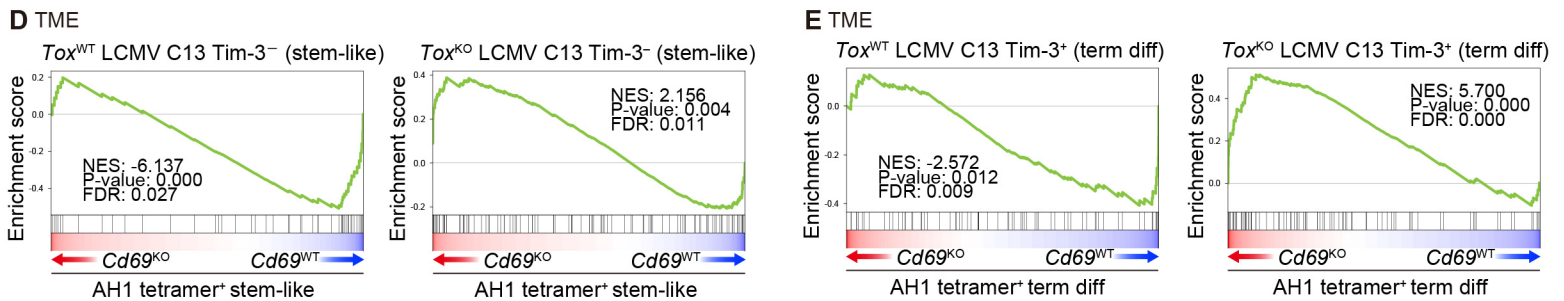 D TME
Tox^WT LCMV C13 Tim-3⁻ (stem-like)
Enrichment score
0.2
0.0
-0.2
-0.4
NES: -6.137
P-value: 0.000
FDR: 0.027
Cd69^KO
Cd69^WT
AH1 tetramer⁺ stem-like
Tox^KO LCMV C13 Tim-3⁻ (stem-like)
Enrichment score
0.4
0.2
0.0
-0.2
NES: 2.156
P-value: 0.004
FDR: 0.011
Cd69^KO
Cd69^WT
AH1 tetramer⁺ stem-like
E TME
Tox^WT LCMV C13 Tim-3⁺ (term diff)
Enrichment score
0.0
-0.2
-0.4
NES: -2.572
P-value: 0.012
FDR: 0.009
Cd69^KO
Cd69^WT
AH1 tetramer⁺ term diff
Tox^KO LCMV C13 Tim-3⁺ (term diff)
Enrichment score
0.4
0.2
0.0
NES: 5.700
P-value: 0.000
FDR: 0.000
Cd69^KO
Cd69^WT
AH1 tetramer⁺ term diff